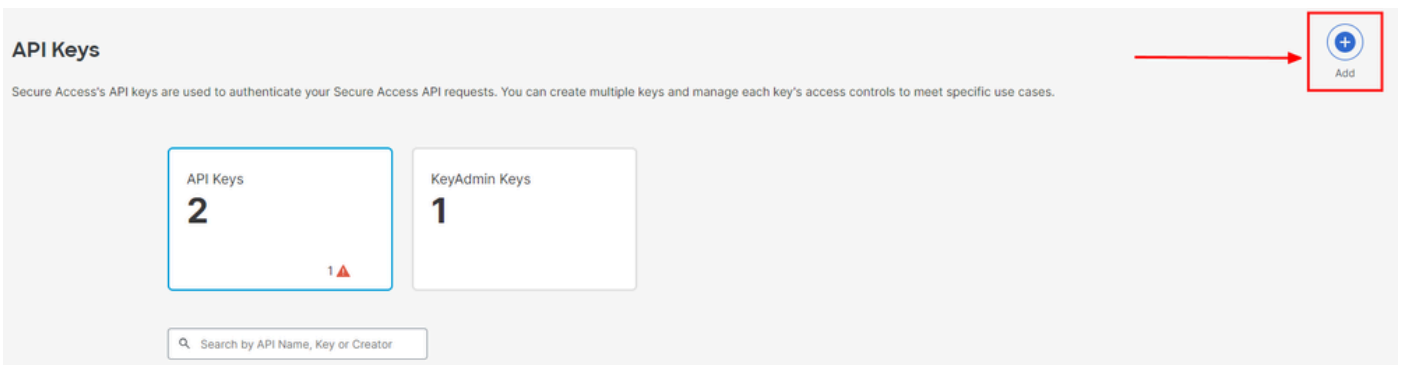 API Keys
Add
Secure Access's API keys are used to authenticate your Secure Access API requests. You can create multiple keys and manage each key's access controls to meet specific use cases.
API Keys
2
1
KeyAdmin Keys
1
Search by API Name, Key or Creator